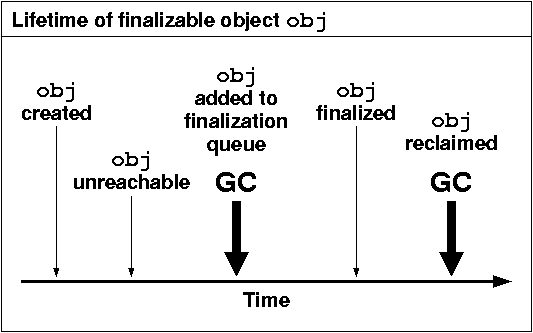 Lifetime of finalizable object obj
obj
created
obj
unreachable
obj
added to
finalization
queue
GC
obj
finalized
obj
reclaimed
GC
Time